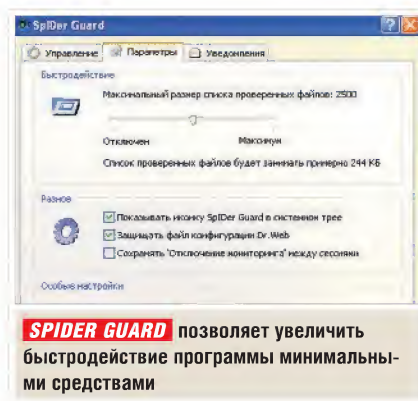 SpIDer Guard
Управление Параметры Уведомления
Быстродействие
Максимальный размер списка проверенных файлов: 2500
Отключен Максимум
Список проверенных файлов будет занимать примерно 244 КБ
Разное
Показывать иконку SpIDer Guard в системном трее
Защищать файл конфигурации Dr.Web
Сохранять "Отключение мониторинга" между сессиями
Особые настройки
SPIDER GUARD позволяет увеличить
быстродействие программы минимальны-
ми средствами